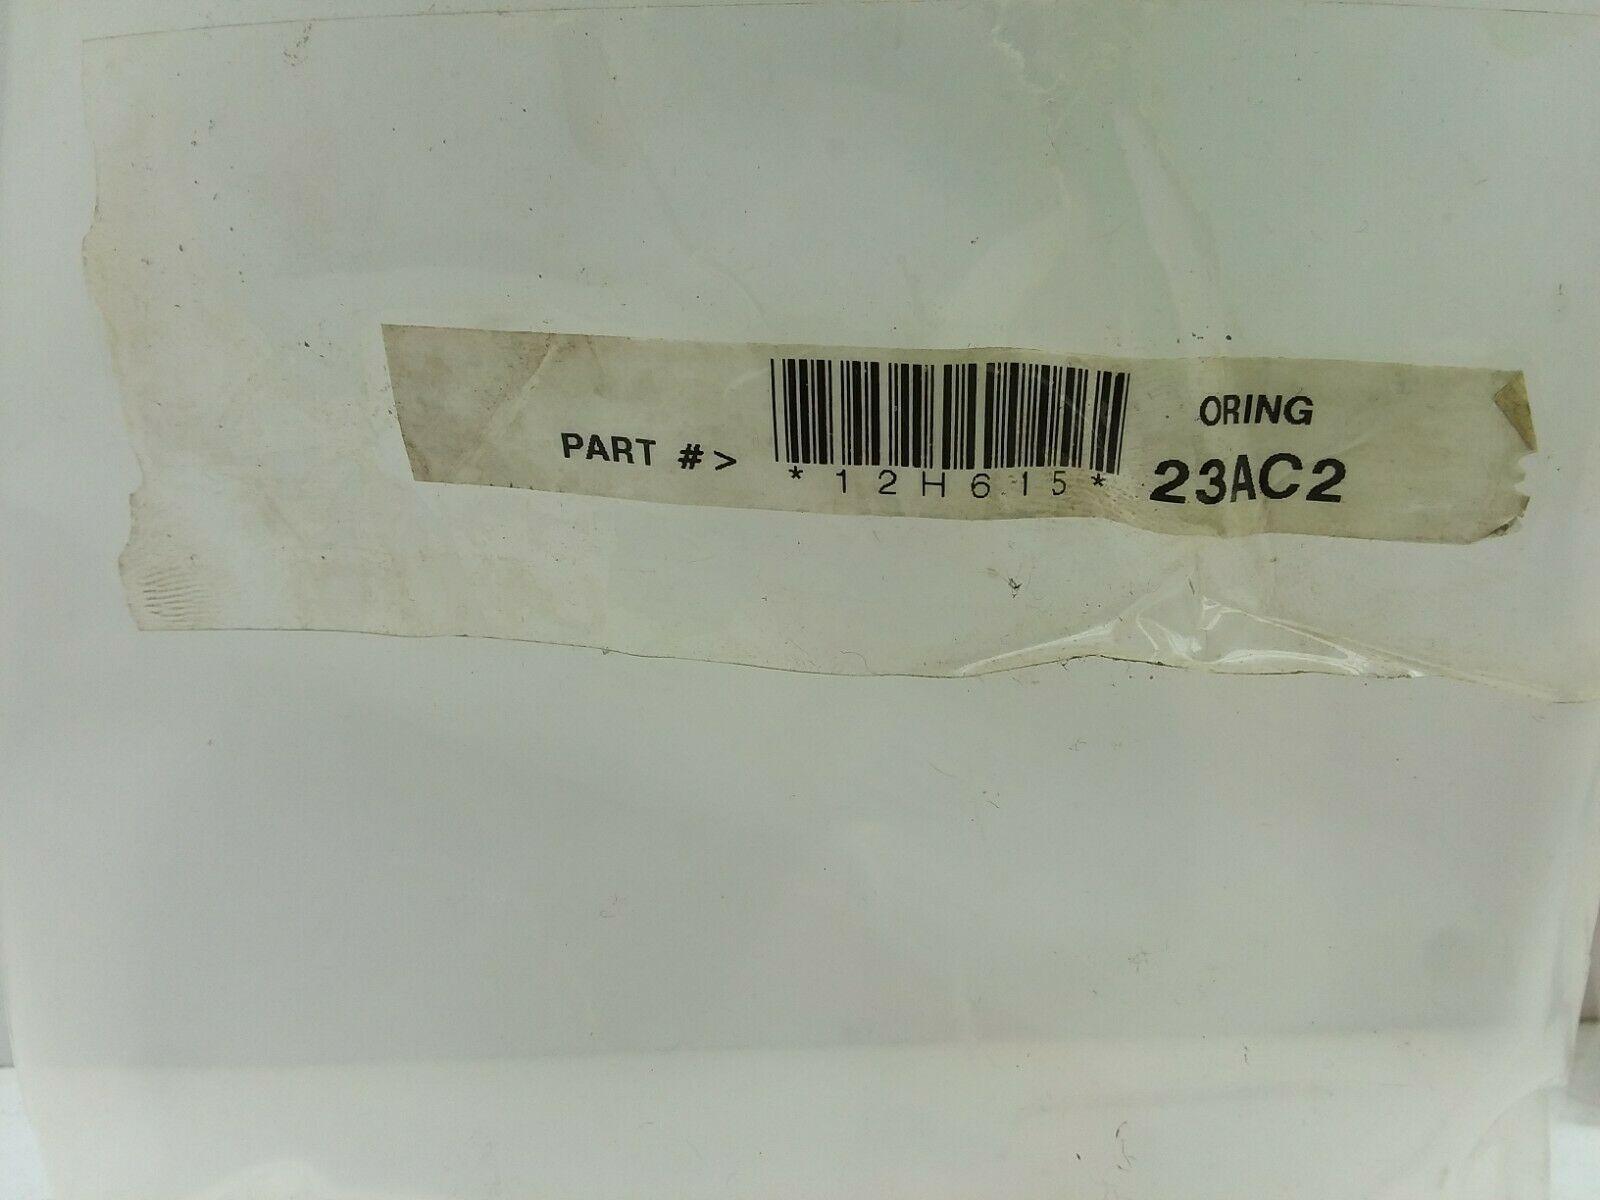 ORING
PART #> *12H615* 23AC2